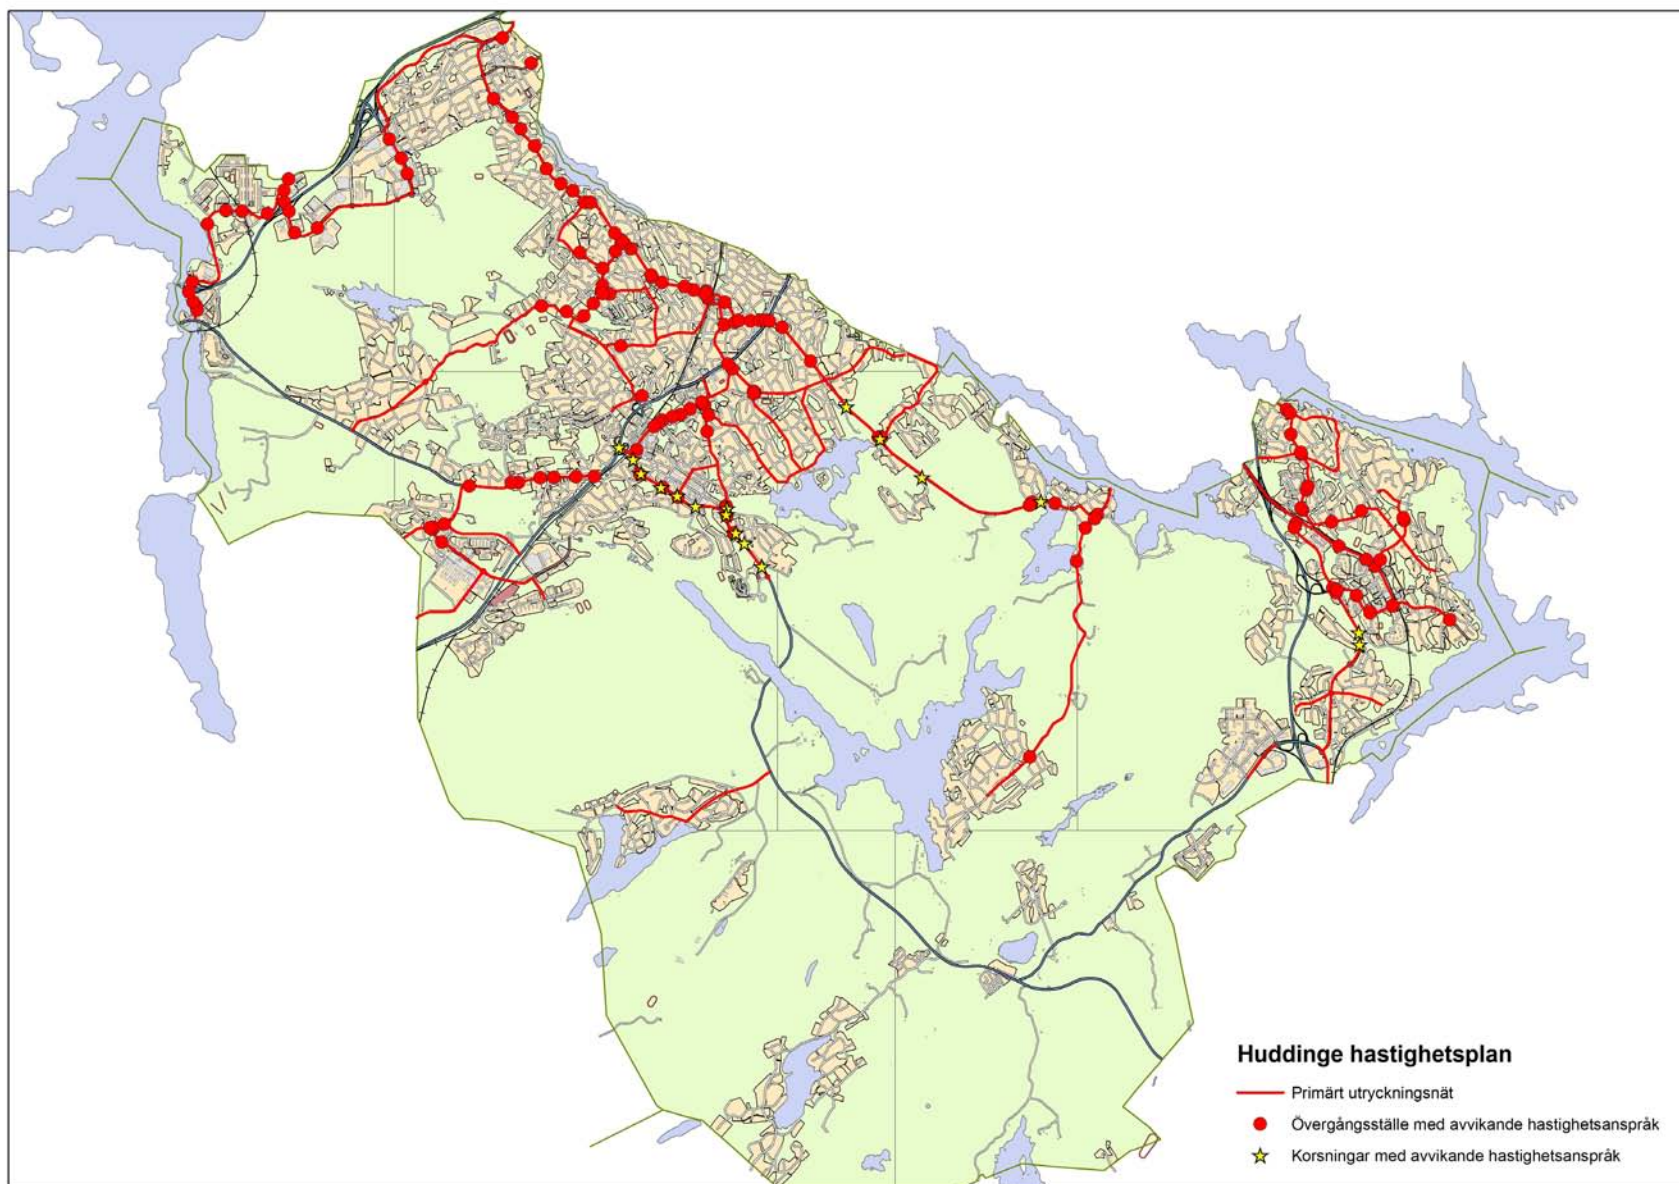 Huddinge hastighetsplan
Primärt utryckningsnät
Övergångsställe med avvikande hastighetsanspråk
Korsningar med avvikande hastighetsanspråk